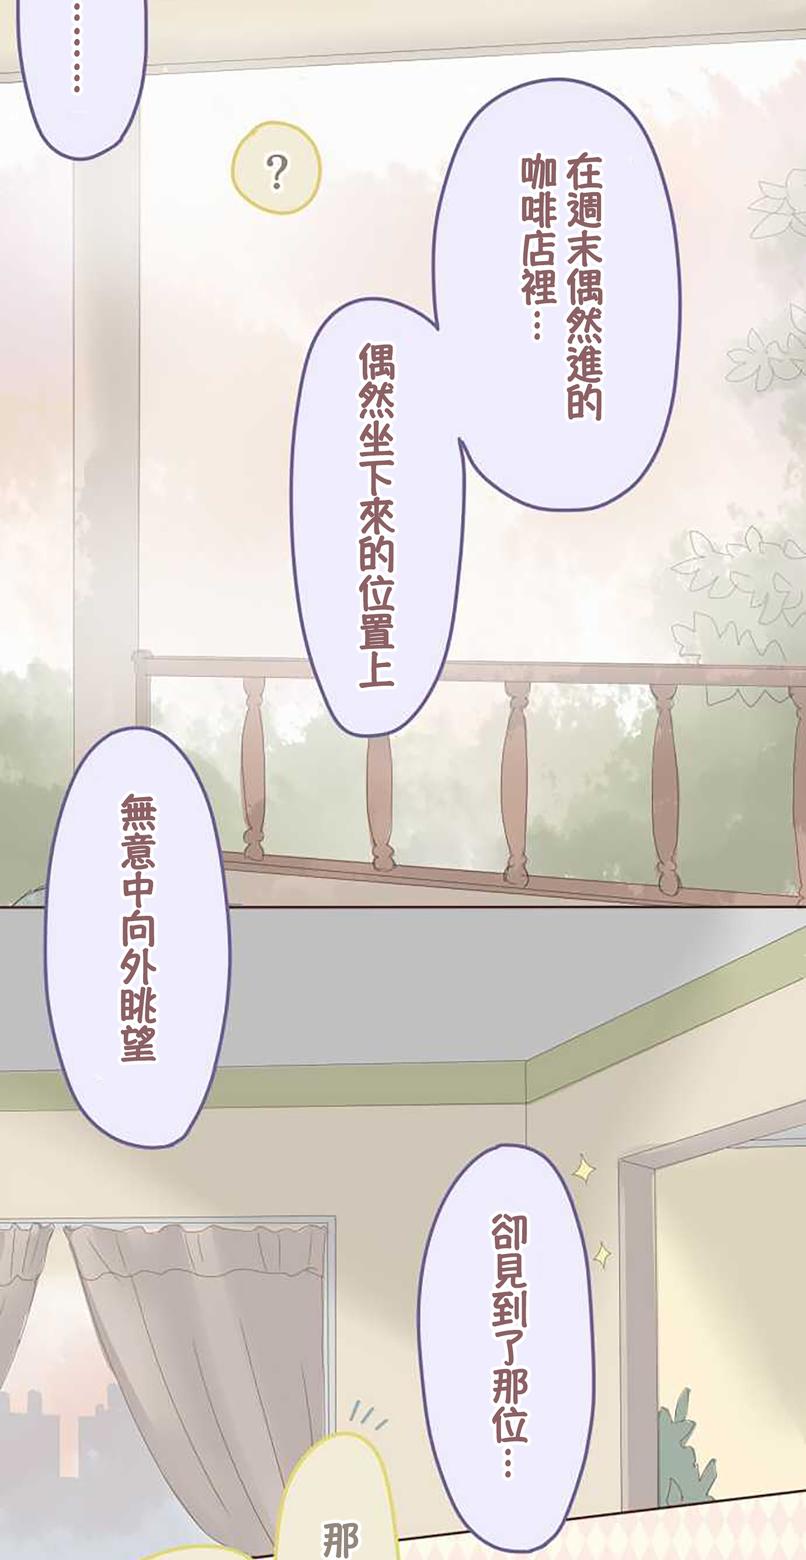 ………
?
在週末偶然進的
咖啡店裡…
偶然坐下來的位置上
無意中向外眺望
卻見到了那位…
那